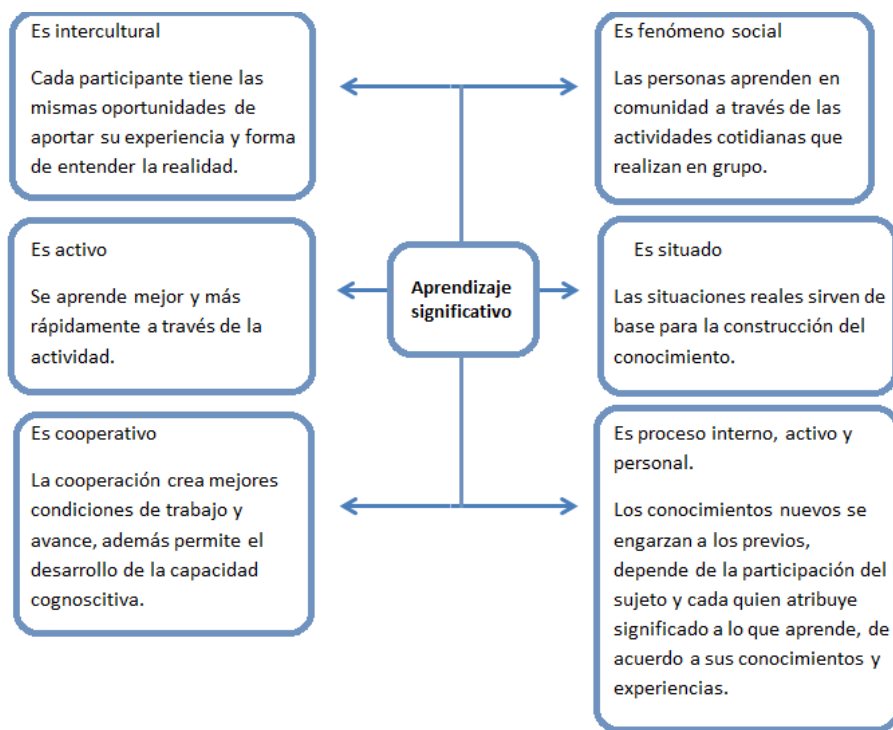 Es intercultural
Cada participante tiene las
mismas oportunidades de
aportar su experiencia y forma
de entender la realidad.
Es fenómeno social
Las personas aprenden en
comunidad a través de las
actividades cotidianas que
realizan en grupo.
Es activo
Se aprende mejor y más
rápidamente a través de la
actividad.
Aprendizaje
significativo
Es situado
Las situaciones reales sirven de
base para la construcción del
conocimiento.
Es cooperativo
La cooperación crea mejores
condiciones de trabajo y
avance, además permite el
desarrollo de la capacidad
cognoscitiva.
Es proceso interno, activo y
personal.
Los conocimientos nuevos se
engarzan a los previos,
depende de la participación del
sujeto y cada quien atribuye
significado a lo que aprende, de
acuerdo a sus conocimientos y
experiencias.